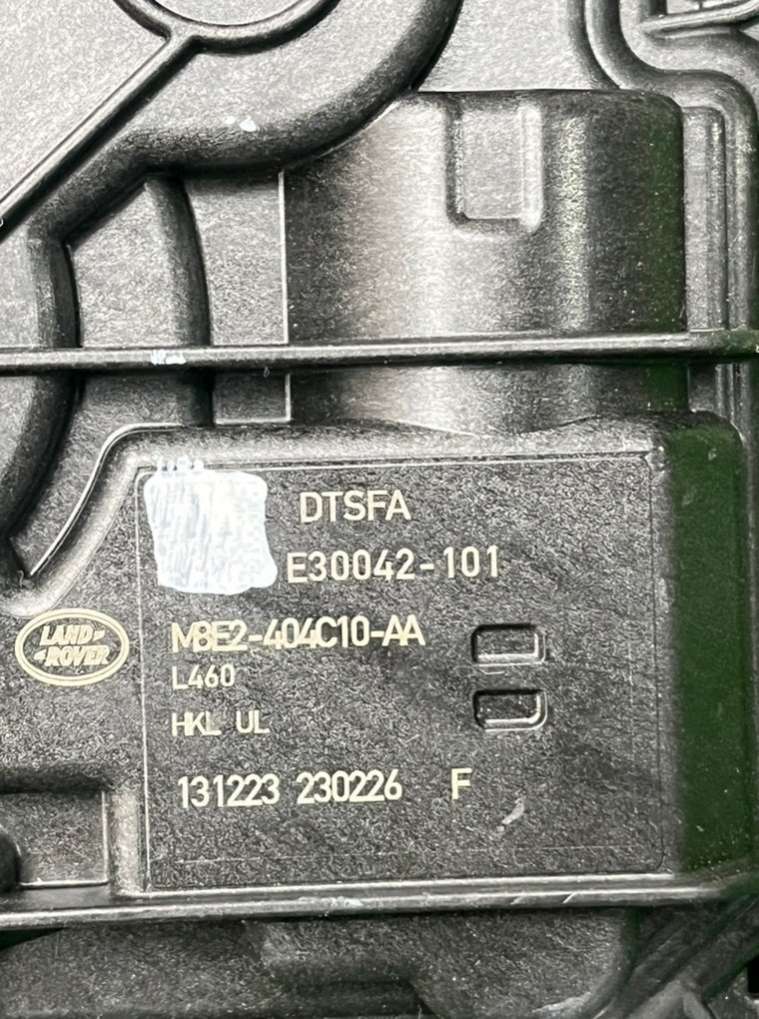 DTSFA
E30042-101
LAND-
-ROVER
M8E2-404C10-AA
L460
HKL UL
131223 230226 F